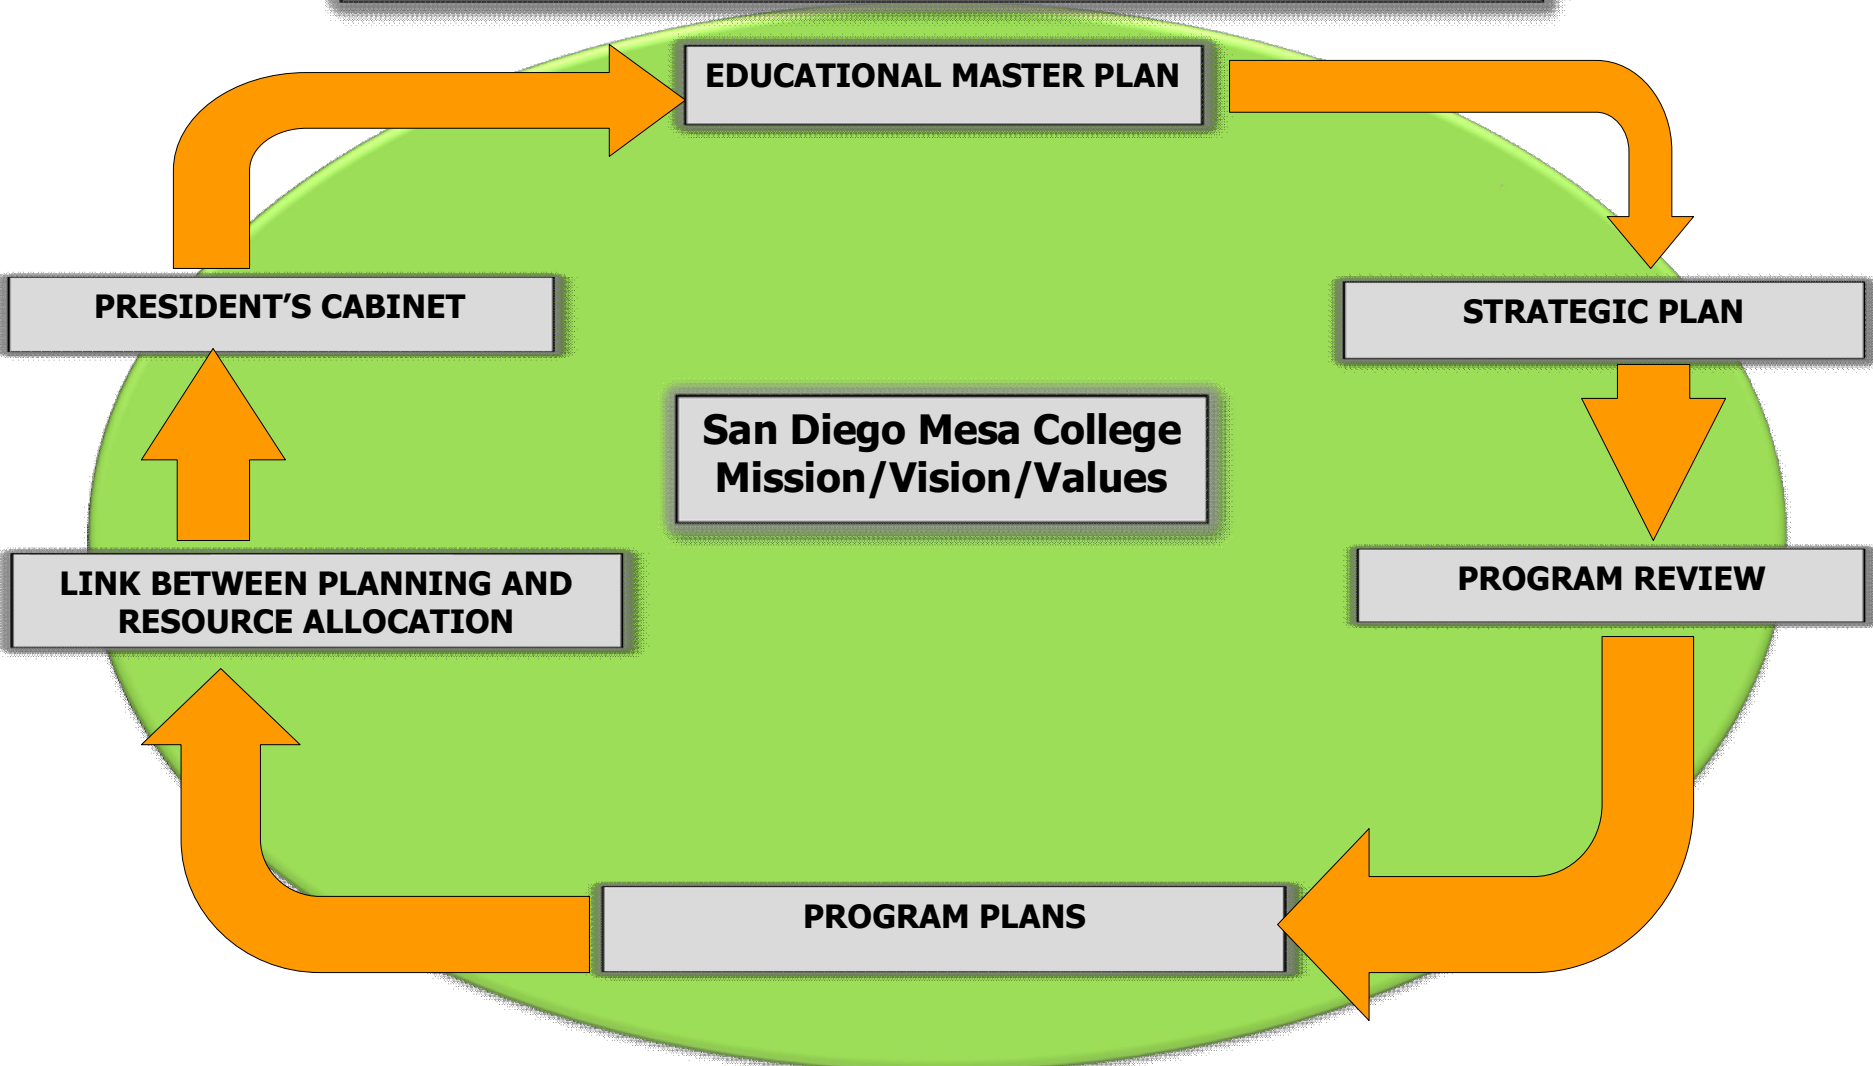 EDUCATIONAL MASTER PLAN
PRESIDENT’S CABINET
STRATEGIC PLAN
San Diego Mesa College
Mission/Vision/Values
LINK BETWEEN PLANNING AND
RESOURCE ALLOCATION
PROGRAM REVIEW
PROGRAM PLANS